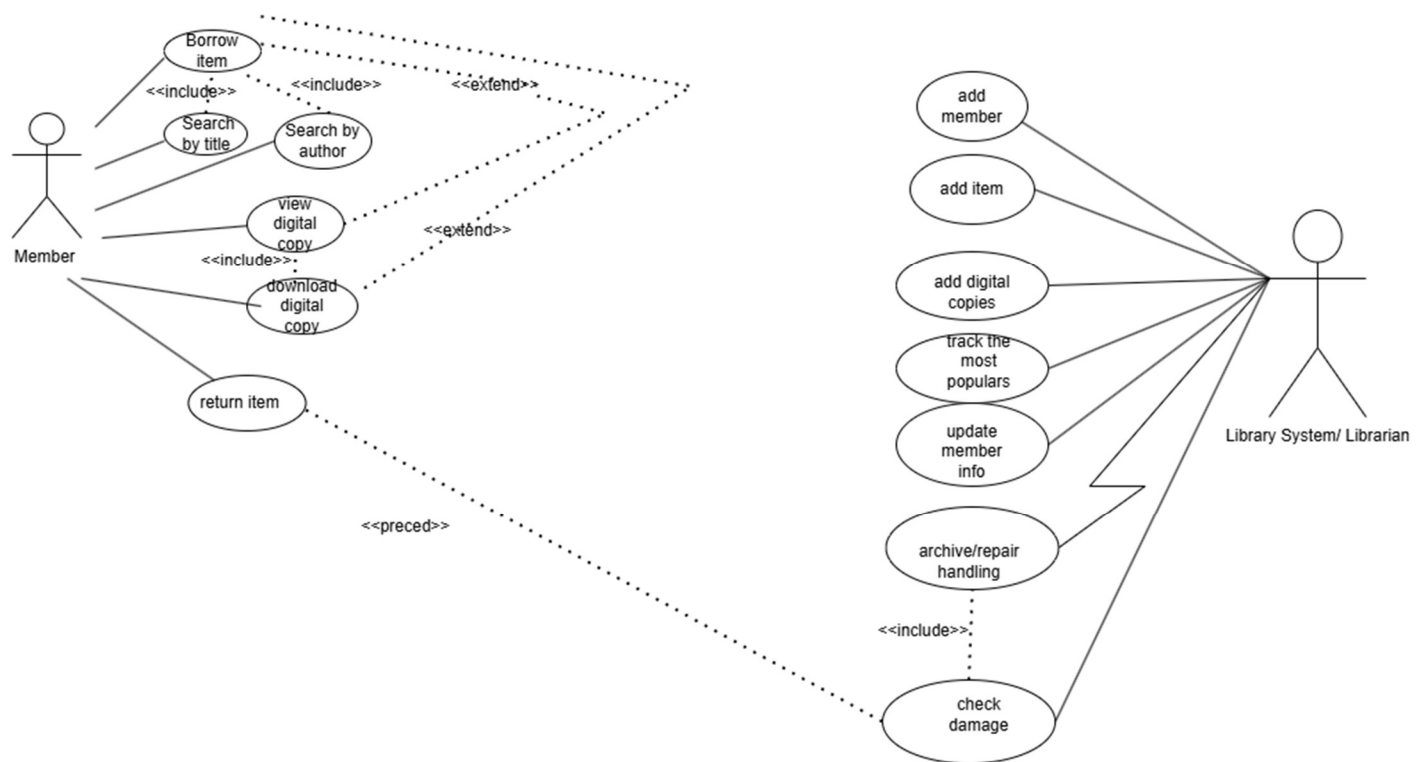 Borrow
item
<<include>>
<<include>>
<<extend>>
Search
by title
Search by
author
view
digital
copy
<<extend>>
<<include>>
download
digital
copy
Member
return item
<<preced>>
add
member
add item
add digital
copies
track the
most
populars
update
member
info
archive/repair
handling
<<include>>
check
damage
Library System/ Librarian